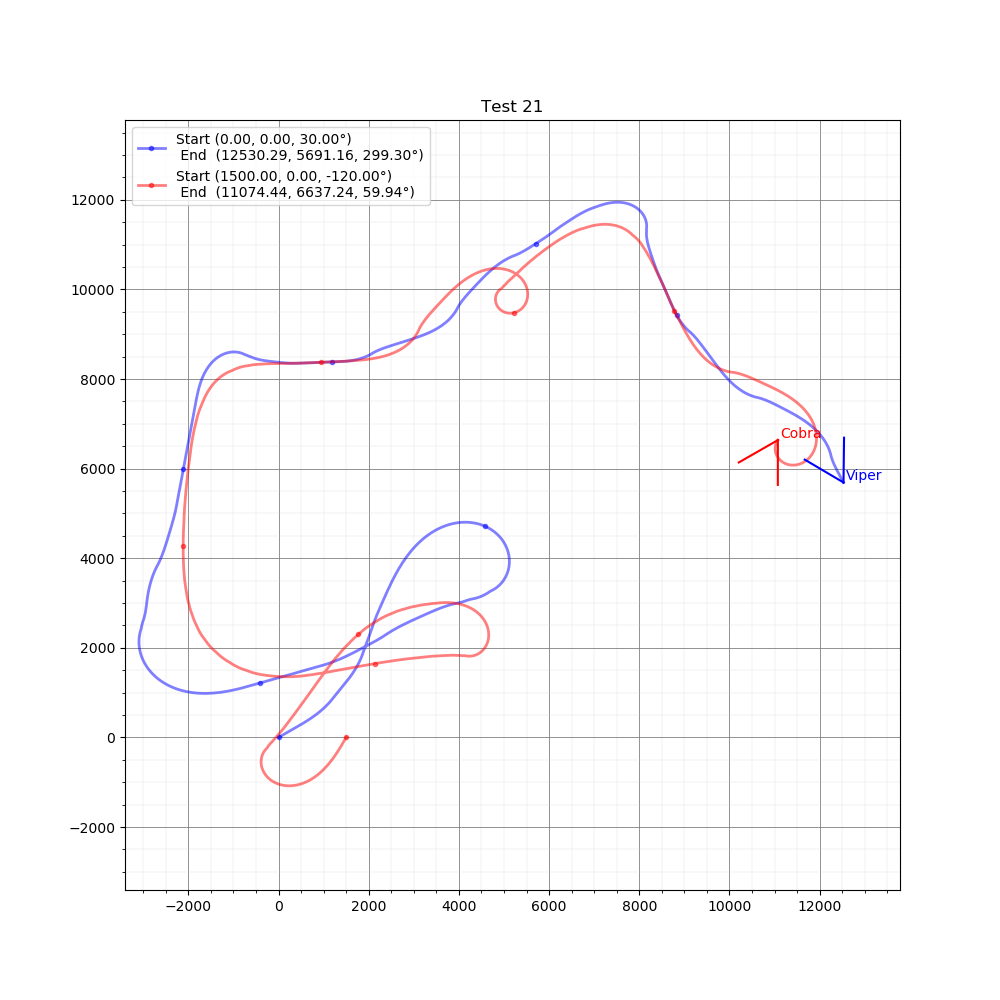 Test 21
Start (0.00, 0.00, 30.00°)
End (12530.29, 5691.16, 299.30°)
Start (1500.00, 0.00, -120.00°)
End (11074.44, 6637.24, 59.94°)
12000
10000
8000
6000
4000
2000
0
−2000
Cobra
Viper
−2000 0 2000 4000 6000 8000 10000 12000